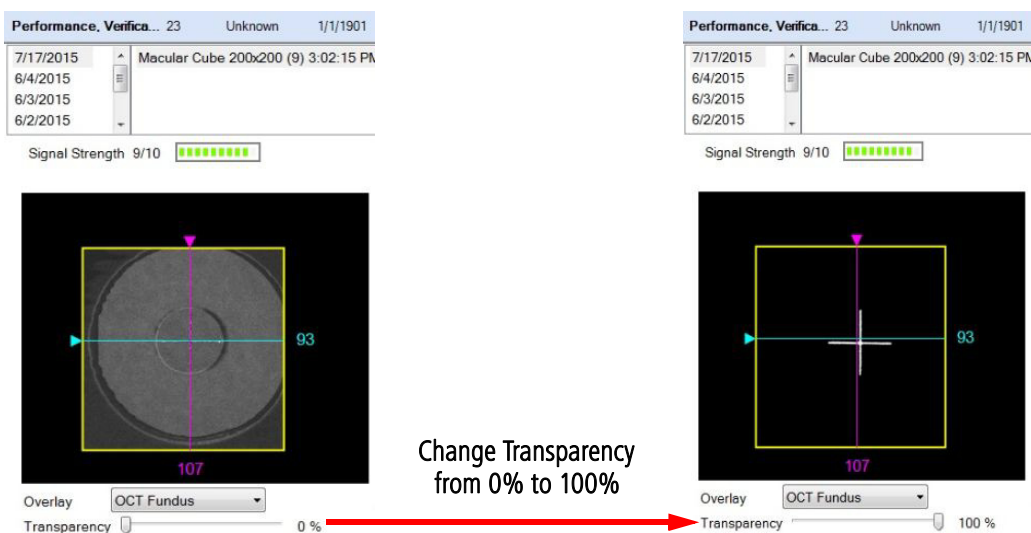 Performance, Verifica... 23 Unknown 1/1/1901
7/17/2015
6/4/2015
6/3/2015
6/2/2015
Macular Cube 200x200 (9) 3:02:15 PM
Signal Strength 9/10
93
107
Overlay OCT Fundus
Transparency 0 %
Change Transparency
from 0% to 100%
Performance, Verifica... 23 Unknown 1/1/1901
7/17/2015
6/4/2015
6/3/2015
6/2/2015
Macular Cube 200x200 (9) 3:02:15 PM
Signal Strength 9/10
93
107
Overlay OCT Fundus
Transparency 100 %